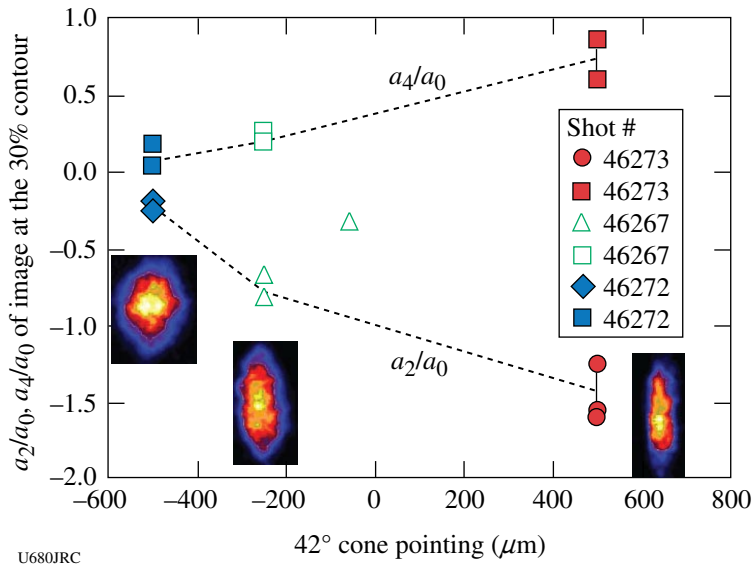 1.0
0.5
0.0
−0.5
−1.0
−1.5
−2.0
a2/a0, a4/a0 of image at the 30% contour
a4/a0
a2/a0
Shot #
46273
46273
46267
46267
46272
46272
−600 −400 −200 0 200 400 600 800
42° cone pointing (μm)
U680JRC